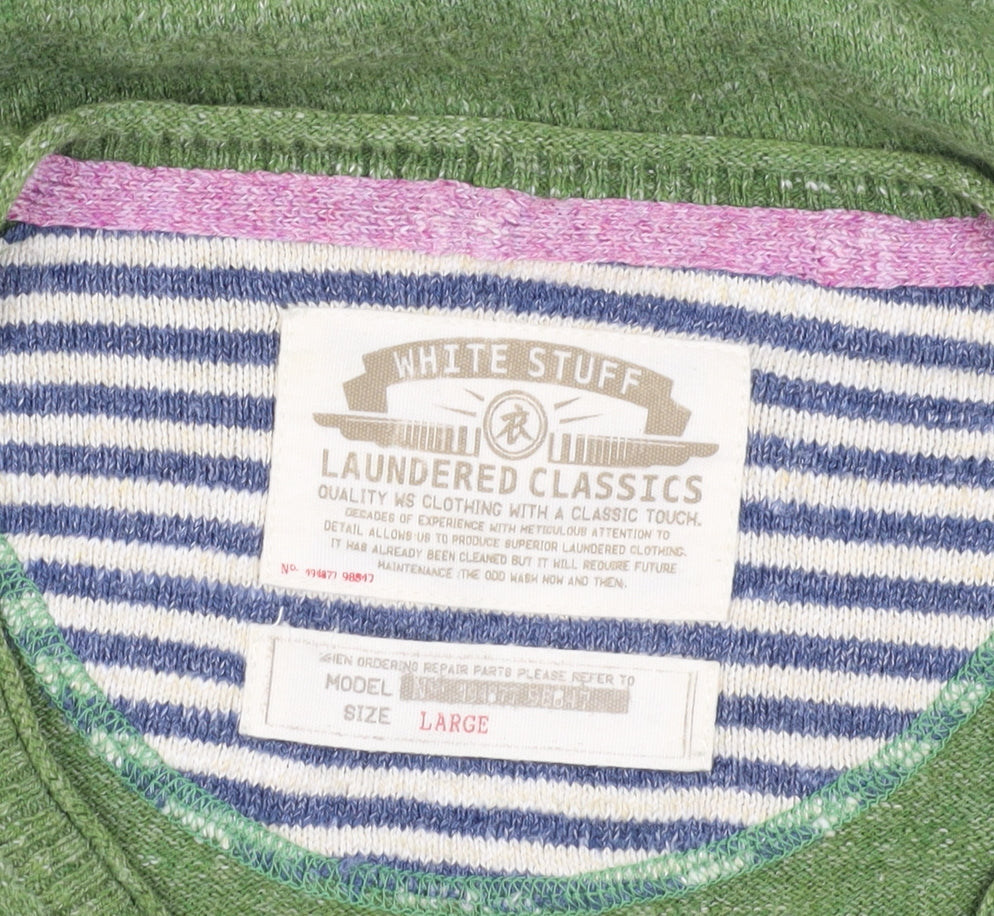 WHITE STUFF
衣
LAUNDERED CLASSICS
QUALITY WS CLOTHING WITH A CLASSIC TOUCH.
DECADES OF EXPERIENCE WITH METICULOUS ATTENTION TO
DETAIL ALLOWS US TO PRODUCE SUPERIOR LAUNDERED CLOTHING.
IT HAS ALREADY BEEN CLEANED BUT IT WILL REQUIRE FUTURE
MAINTENANCE :THE ODD WASH NOW AND THEN.
No.
WHEN ORDERING REPAIR PARTS PLEASE REFER TO
MODEL
SIZE LARGE